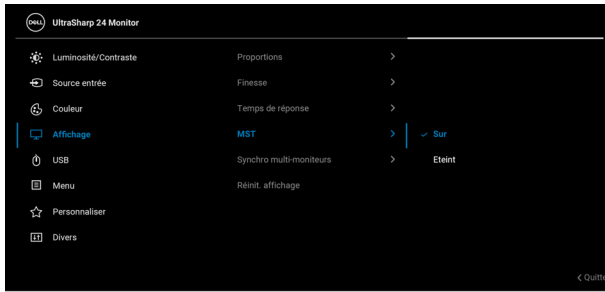 DELL UltraSharp 24 Monitor
Luminosité/Contraste Proportions
Source entrée Finesse
Couleur Temps de réponse
Affichage MST Sur
USB Synchro multi-moniteurs Eteint
Menu Réinit. affichage
Personnaliser
Divers
Quitte